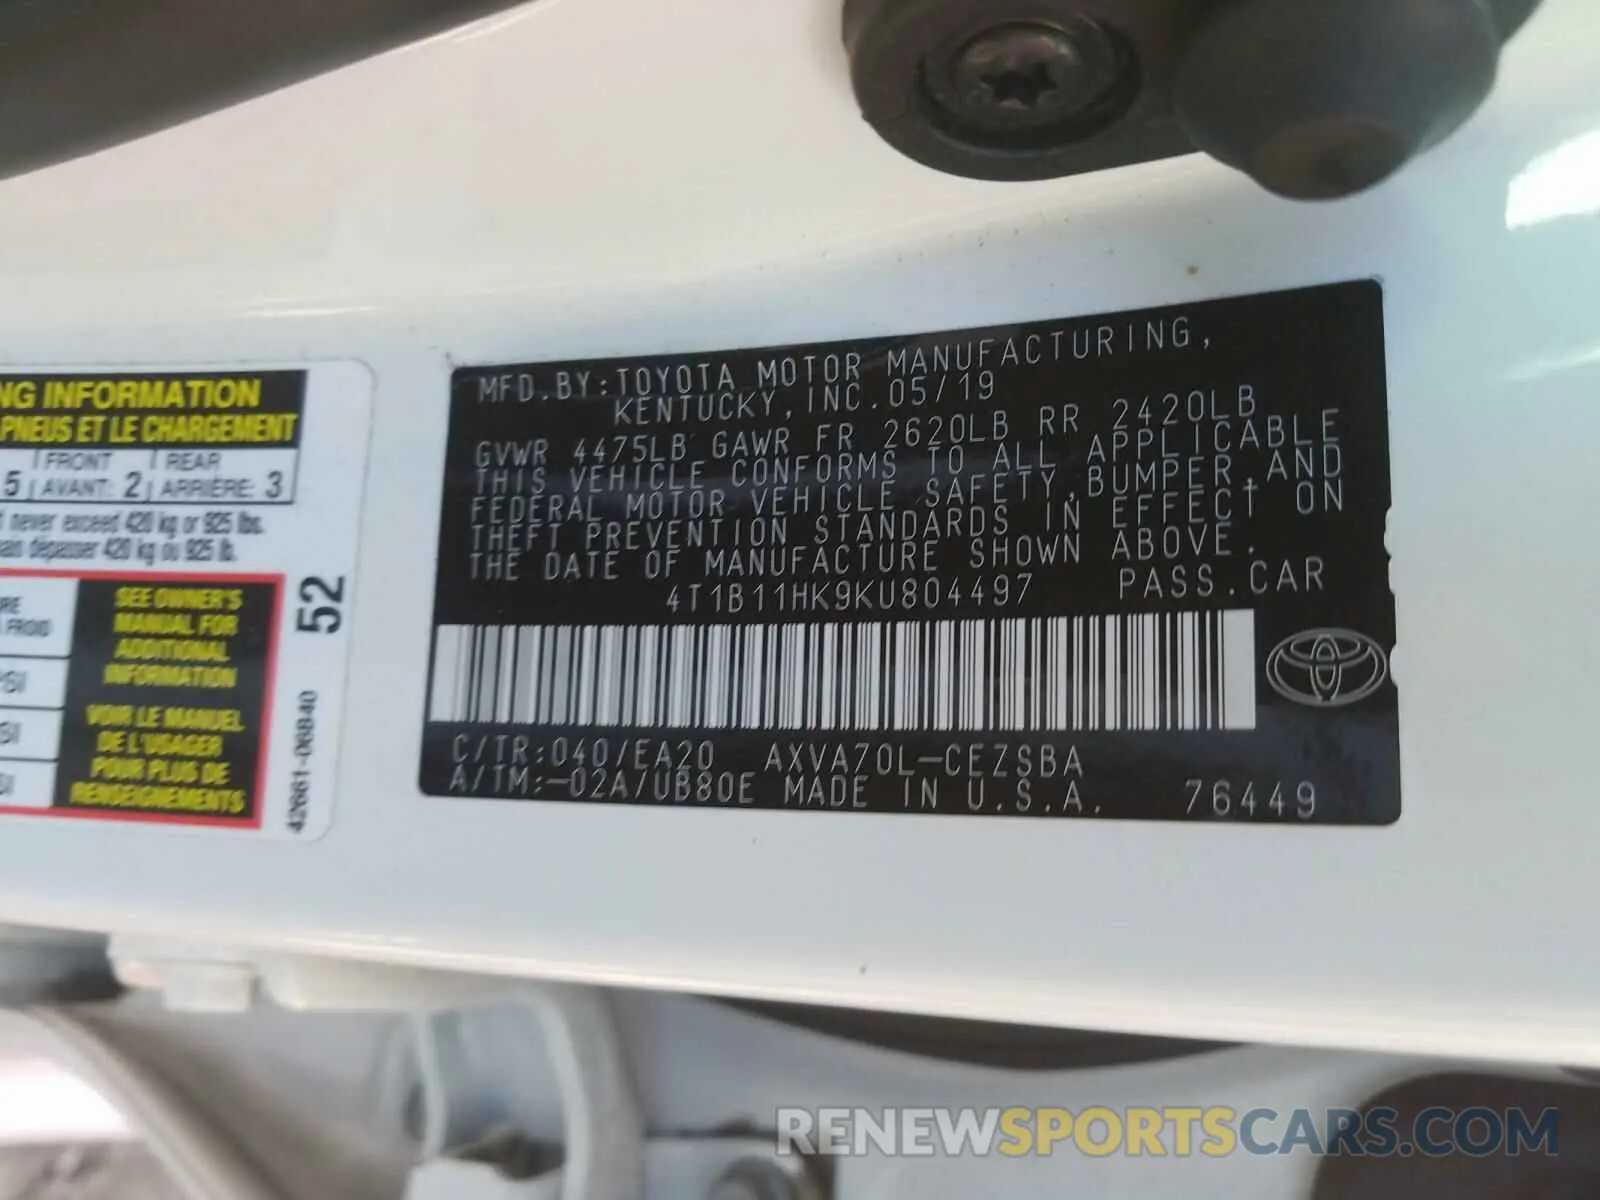 NG INFORMATION
PNEUS ET LE CHARGEMENT
FRONT REAR
5 AVANT: 2 ARRIÈRE: 3
never exceed 420 kg or 925 lbs.
dépasser 420 kg ou 925 lb.
FROID
SEE OWNER'S
MANUAL FOR
ADDITIONAL
INFORMATION
VOIR LE MANUEL
DE L'USAGER
POUR PLUS DE
RENSEIGNEMENTS
52
42661-06B40
MFD.BY:TOYOTA MOTOR MANUFACTURING,
KENTUCKY,INC.05/19
GVWR 4475LB GAWR FR 2620LB RR 2420LB
THIS VEHICLE CONFORMS TO ALL APPLICABLE
FEDERAL MOTOR VEHICLE SAFETY,BUMPER,AND
THEFT PREVENTION STANDARDS IN EFFECT ON
THE DATE OF MANUFACTURE SHOWN ABOVE.
4T1B11HK9KU804497 PASS.CAR
C/TR:040/EA20 AXVA70L-CEZSBA
A/TM:-02A/UB80E MADE IN U.S.A. 76449
RENEWSPORTSCARS.COM